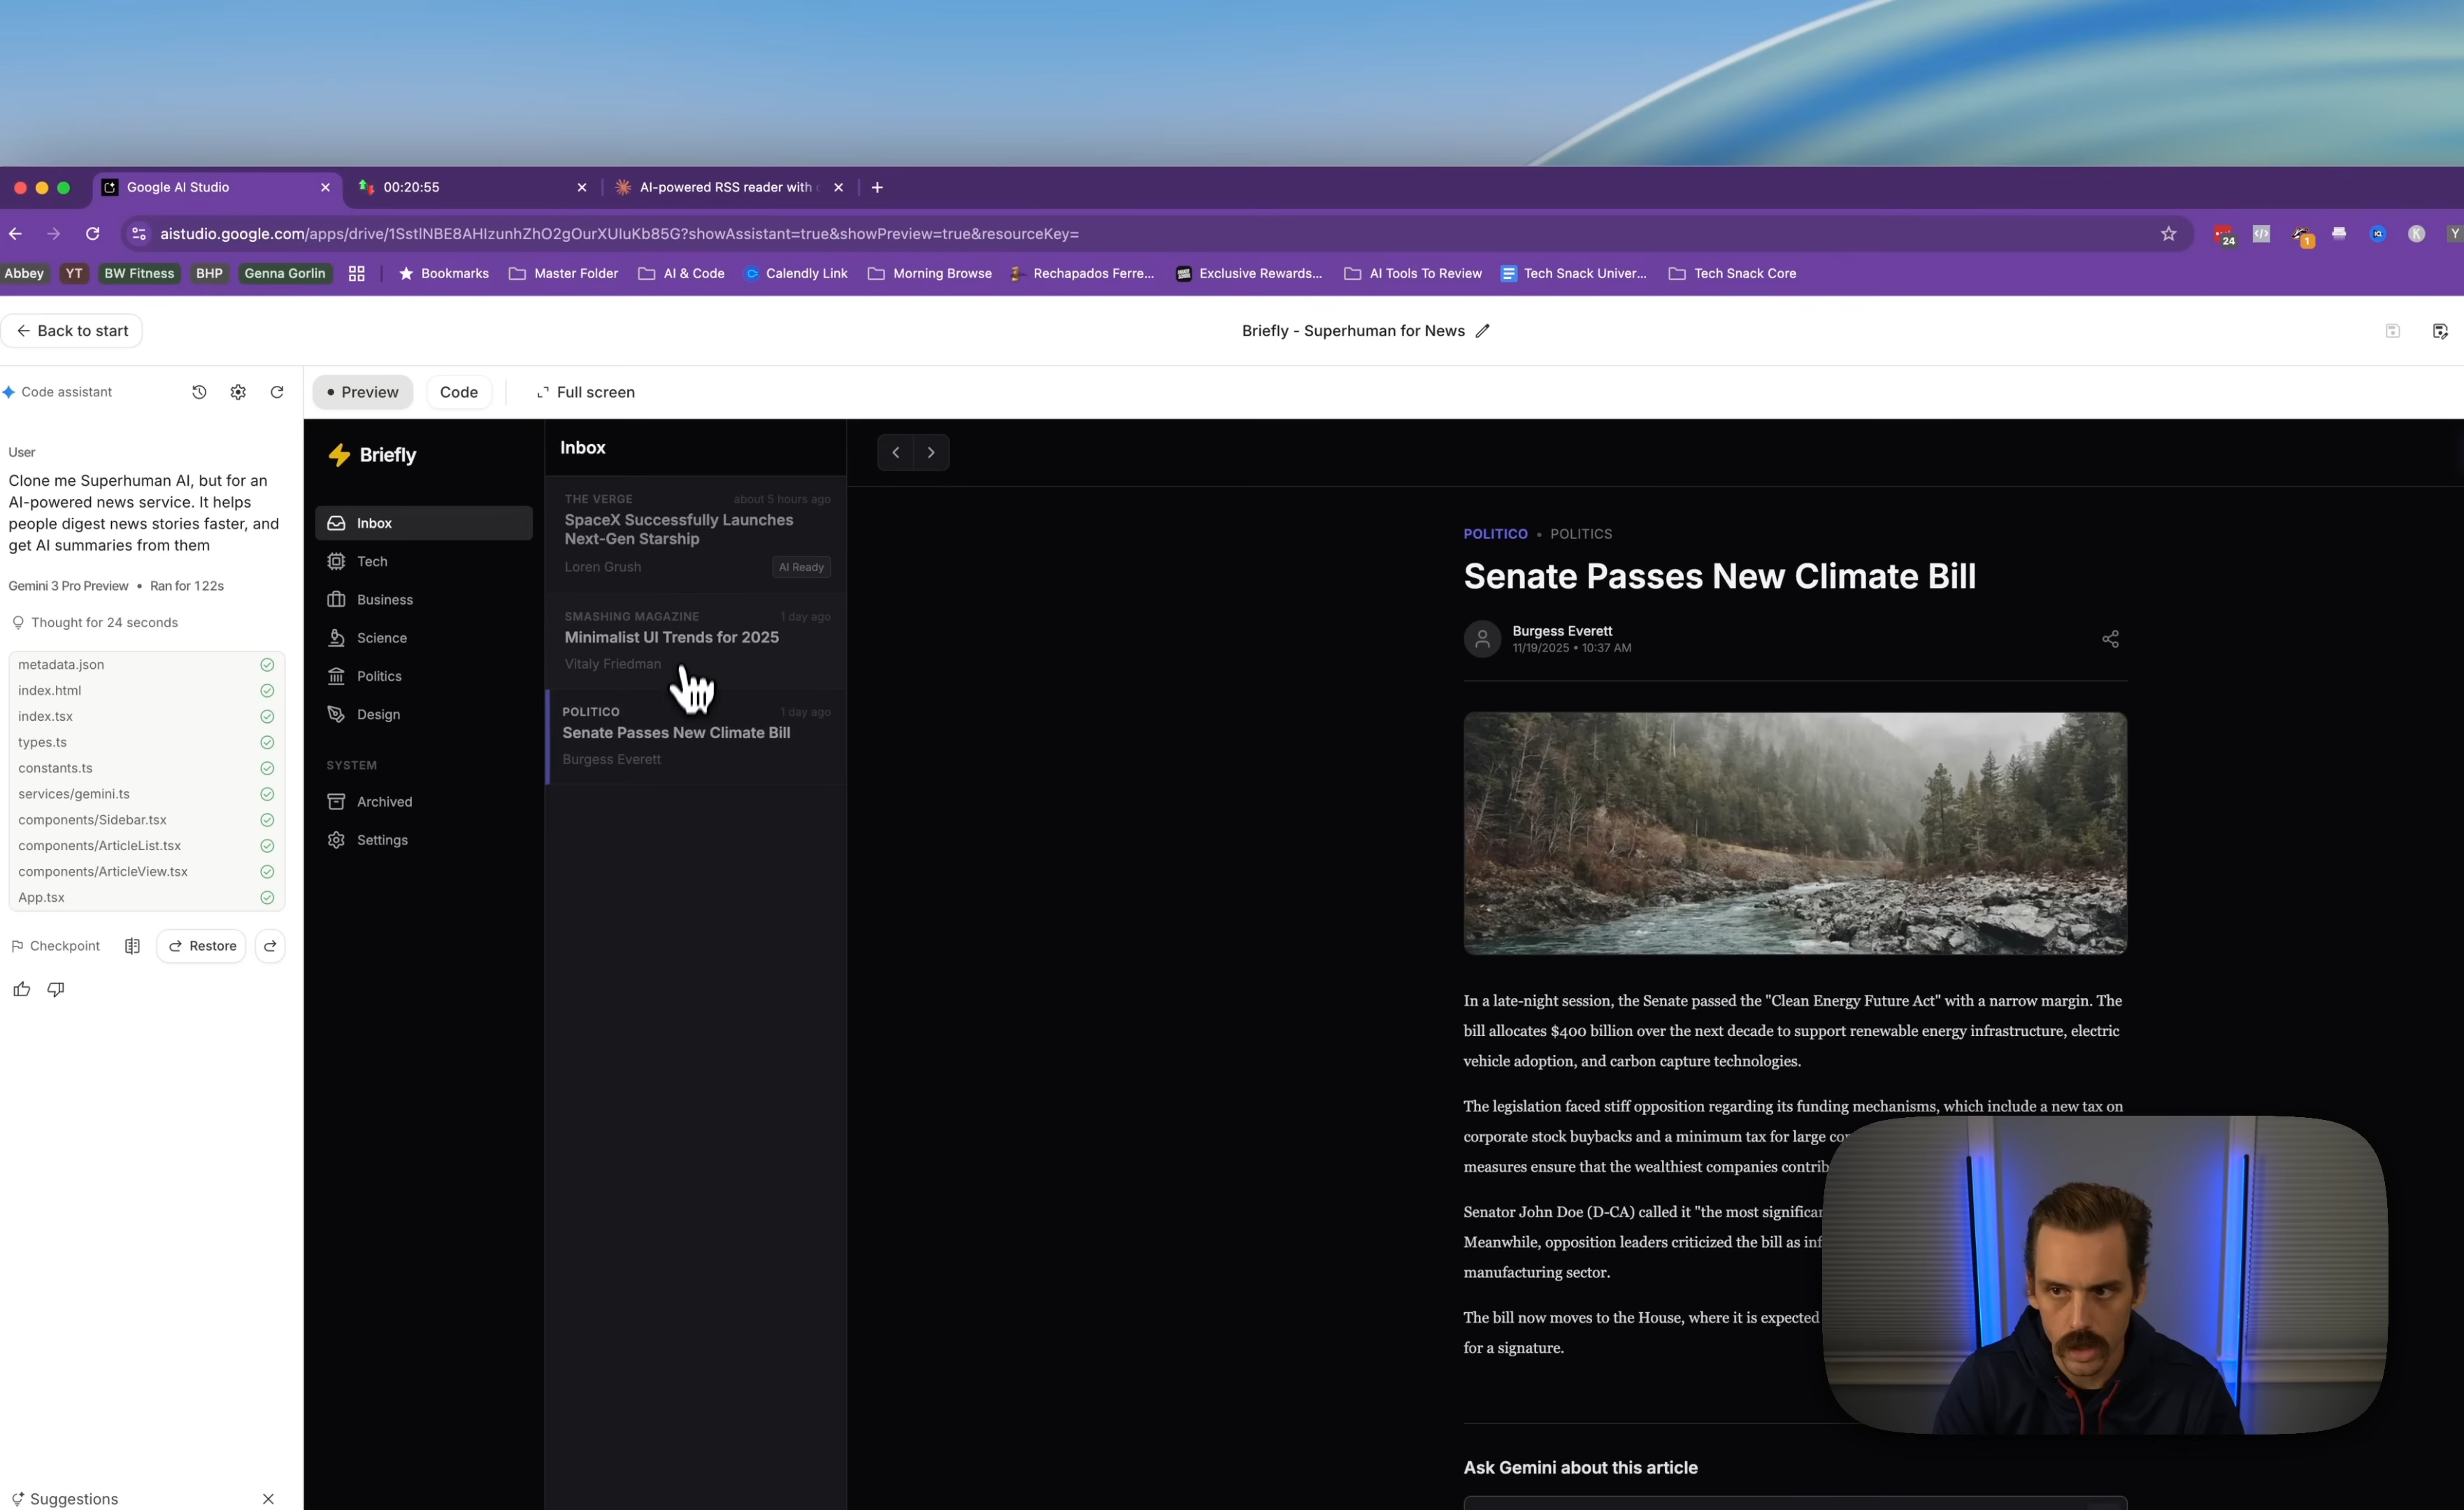 Google AI Studio
00:20:55
AI-powered RSS reader with
aistudio.google.com/apps/drive/1SstlNBE8AHIzunhZhO2gOurXUIuKb85G?showAssistant=true&showPreview=true&resourceKey=
24
1
Abbey
YT
BW Fitness
BHP
Genna Gorlin
Bookmarks
Master Folder
AI & Code
Calendly Link
Morning Browse
Rechapados Ferre...
Exclusive Rewards...
AI Tools To Review
Tech Snack Univer...
Tech Snack Core
Back to start
Briefly - Superhuman for News
Code assistant
Preview
Code
Full screen
User
Clone me Superhuman AI, but for an
AI-powered news service. It helps
people digest news stories faster, and
get AI summaries from them
Gemini 3 Pro Preview • Ran for 122s
Thought for 24 seconds
metadata.json
index.html
index.tsx
types.ts
constants.ts
services/gemini.ts
components/Sidebar.tsx
components/ArticleList.tsx
components/ArticleView.tsx
App.tsx
Checkpoint
Restore
Suggestions
Briefly
Inbox
Tech
Business
Science
Politics
Design
SYSTEM
Archived
Settings
Inbox
THE VERGE
about 5 hours ago
SpaceX Successfully Launches
Next-Gen Starship
Loren Grush
AI Ready
SMASHING MAGAZINE
1 day ago
Minimalist UI Trends for 2025
Vitaly Friedman
POLITICO
1 day ago
Senate Passes New Climate Bill
Burgess Everett
POLITICO • POLITICS
Senate Passes New Climate Bill
Burgess Everett
11/19/2025 • 10:37 AM
In a late-night session, the Senate passed the "Clean Energy Future Act" with a narrow margin. The
bill allocates $400 billion over the next decade to support renewable energy infrastructure, electric
vehicle adoption, and carbon capture technologies.
The legislation faced stiff opposition regarding its funding mechanisms, which include a new tax on
corporate stock buybacks and a minimum tax for large
measures ensure that the wealthiest companies
Senator John Doe (D-CA) called it "the most
Meanwhile, opposition leaders criticized the bill as
manufacturing sector.
The bill now moves to the House, where it is expected
for a signature.
Ask Gemini about this article